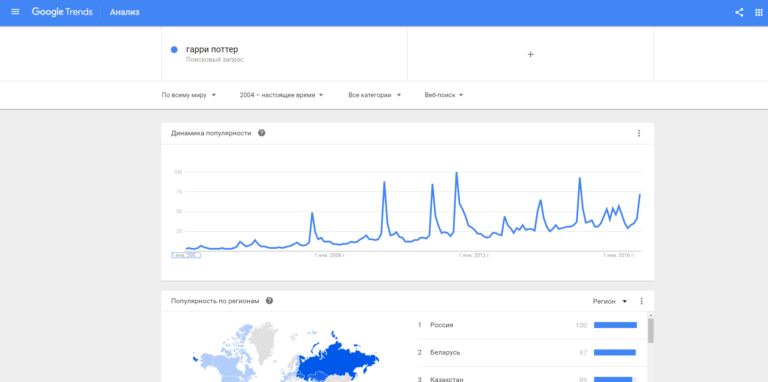 Google Trends Анализ
гарри поттер
Поисковый запрос
+
По всему миру 2004 – настоящее время Все категории Веб-поиск
Динамика популярности
100
75
50
25
1 янв. 200
1 янв. 2008 г.
1 янв. 2012 г.
1 янв. 2016 г.
Популярность по регионам
Регион
1 Россия 100
2 Беларусь 97
3 Казахстан 89